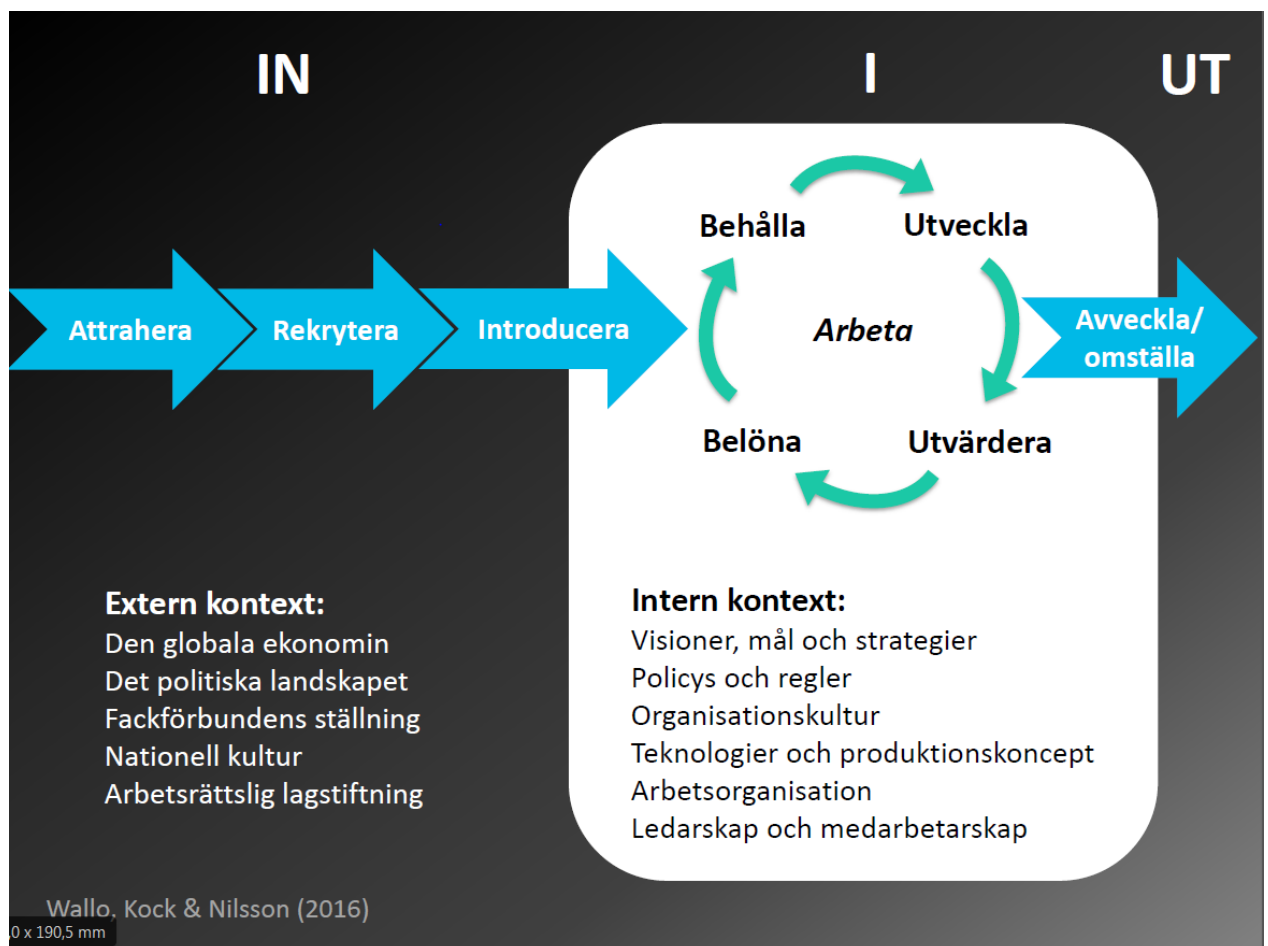 IN
I
UT
Behålla
Utveckla
Attrahera
Rekrytera
Introducera
Arbeta
Avveckla/
omställa
Belöna
Utvärdera
Extern kontext:
Den globala ekonomin
Det politiska landskapet
Fackförbundens ställning
Nationell kultur
Arbetsrättslig lagstiftning
Intern kontext:
Visioner, mål och strategier
Policys och regler
Organisationskultur
Teknologier och produktionskoncept
Arbetsorganisation
Ledarskap och medarbetarskap
Wallo, Kock & Nilsson (2016)
,0 x 190,5 mm